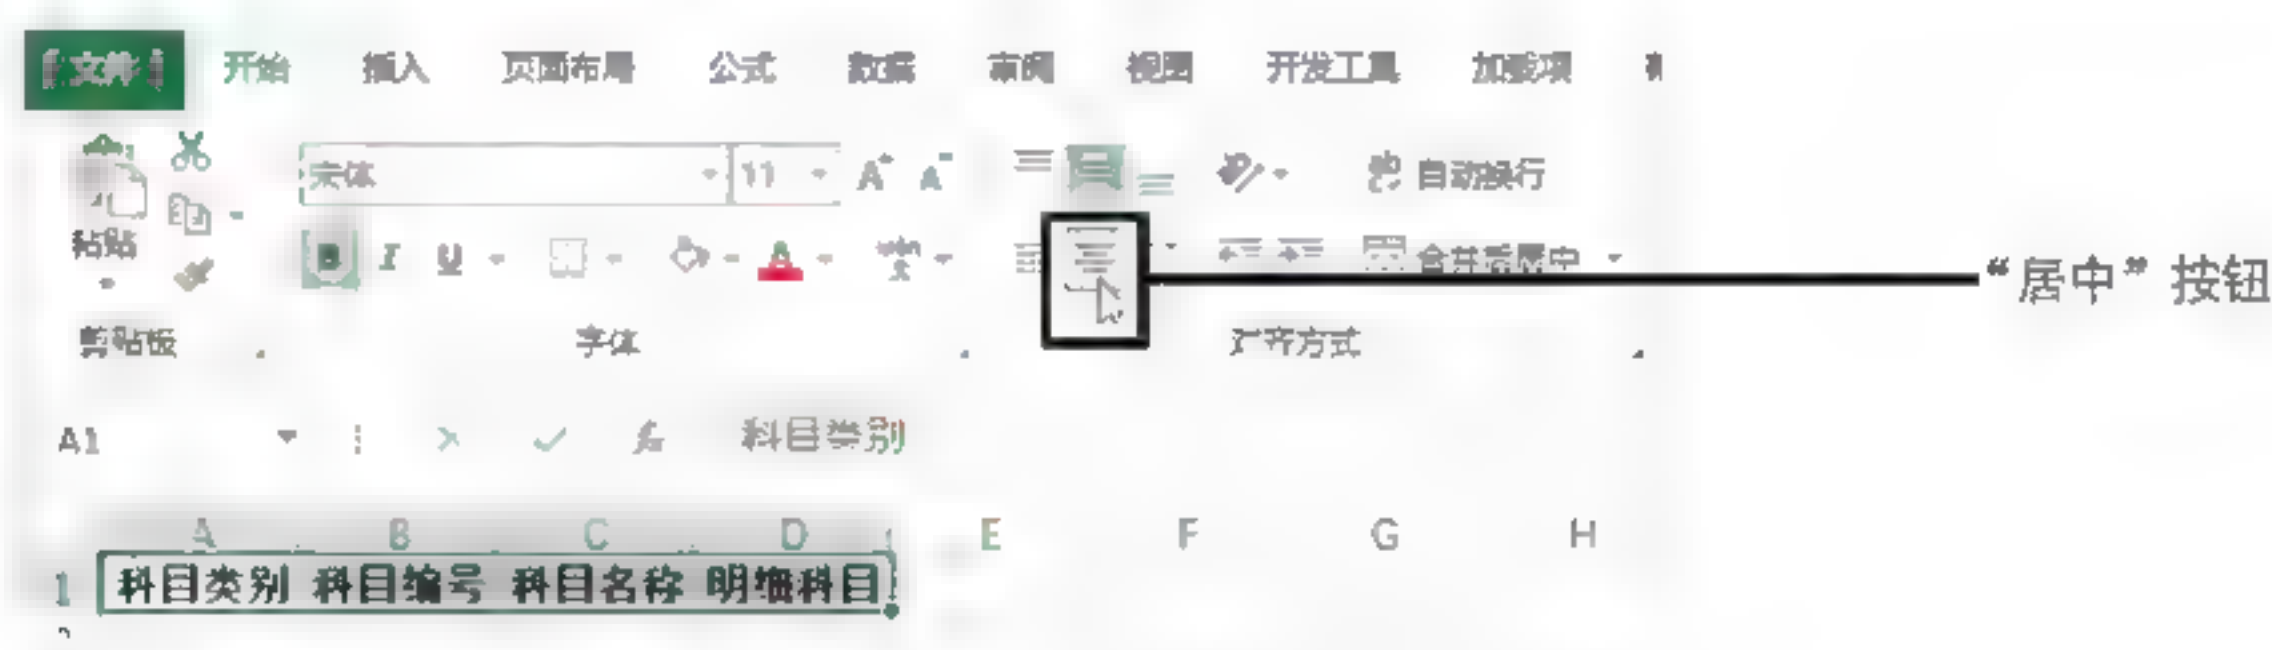 文件 开始 插入 页面布局 公式 数据 审阅 视图 开发工具 加载项
宋体 11 A A 自动换行
粘贴 B I U A wén 合并后居中 “居中”按钮
剪贴板 字体 对齐方式
A1 fx 科目类别
A B C D E F G H
1 科目类别 科目编号 科目名称 明细科目